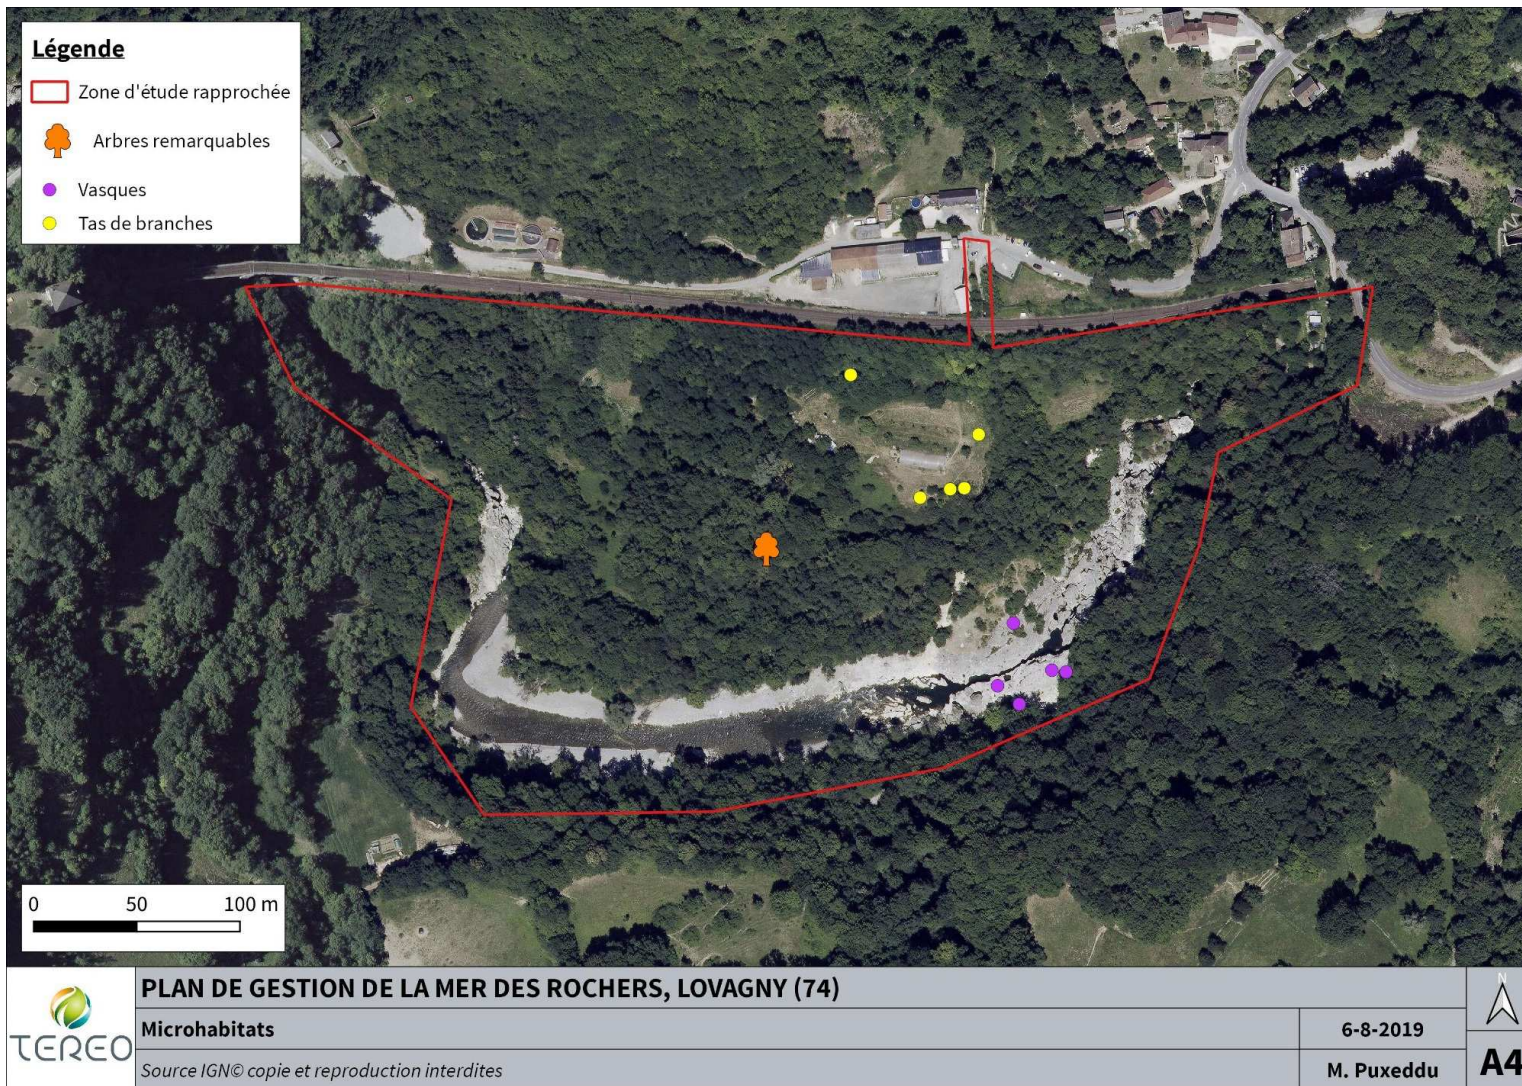 Légende
Zone d'étude rapprochée
Arbres remarquables
Vasques
Tas de branches
0 50 100 m
PLAN DE GESTION DE LA MER DES ROCHERS, LOVAGNY (74)
Microhabitats
6-8-2019
Source IGN© copie et reproduction interdites
M. Puxeddu
TEREO
N
A4